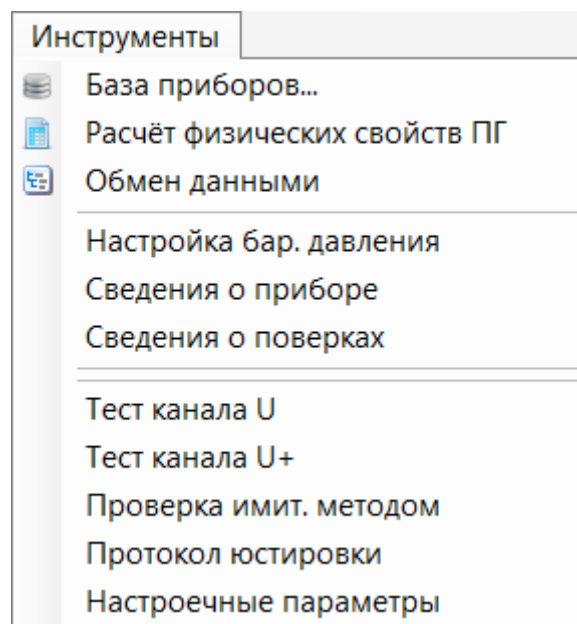 Инструменты
База приборов...
Расчёт физических свойств ПГ
Обмен данными
Настройка бар. давления
Сведения о приборе
Сведения о поверках
Тест канала U
Тест канала U+
Проверка имит. методом
Протокол юстировки
Настроечные параметры